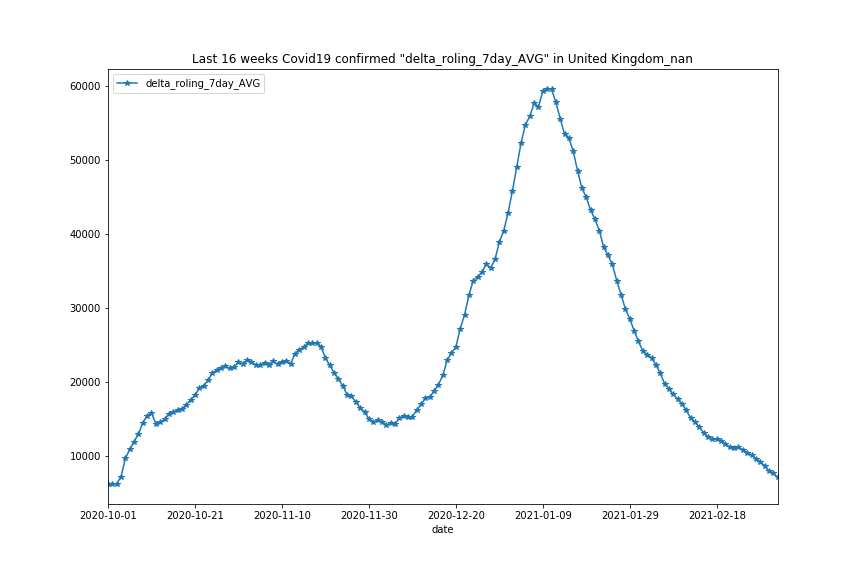 Last 16 weeks Covid19 confirmed "delta_roling_7day_AVG" in United Kingdom_nan
delta_roling_7day_AVG
60000
50000
40000
30000
20000
10000
2020-10-01 2020-10-21 2020-11-10 2020-11-30 2020-12-20 2021-01-09 2021-01-29 2021-02-18
date